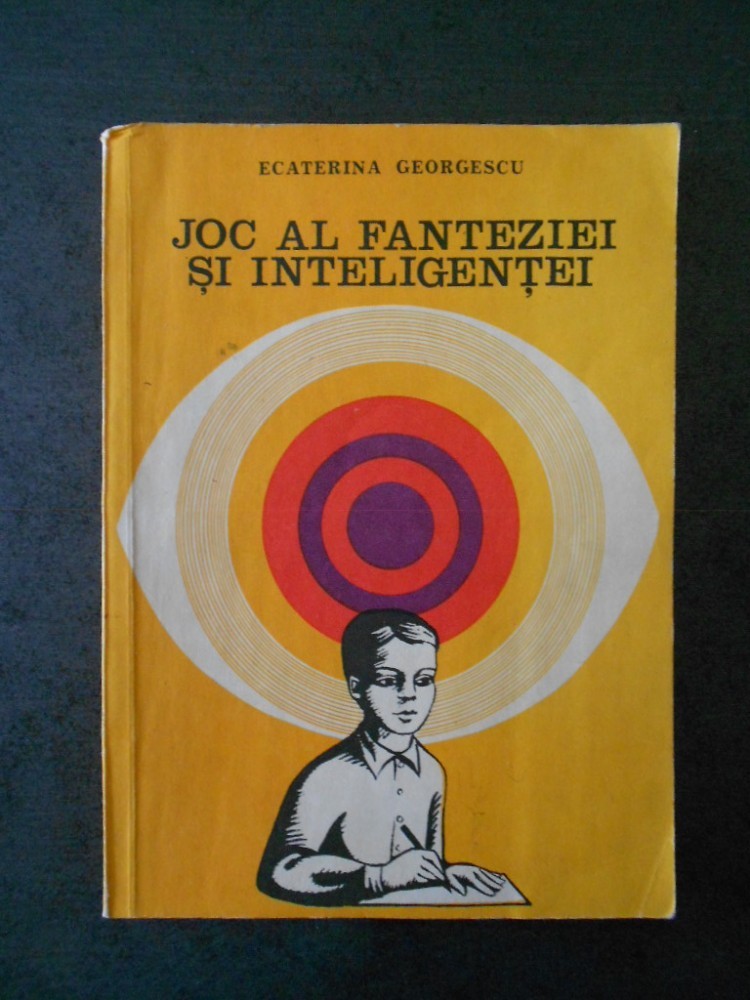 ECATERINA GEORGESCU
JOC AL FANTEZIEI
ȘI INTELIGENȚEI